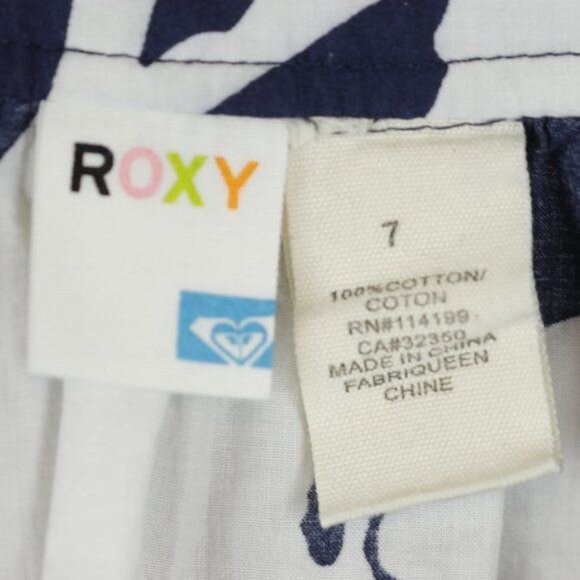 ROXY
7
100%COTTON/
COTON
RN#114199
CA#32350
MADE IN CHINA
FABRIQUEEN
CHINE